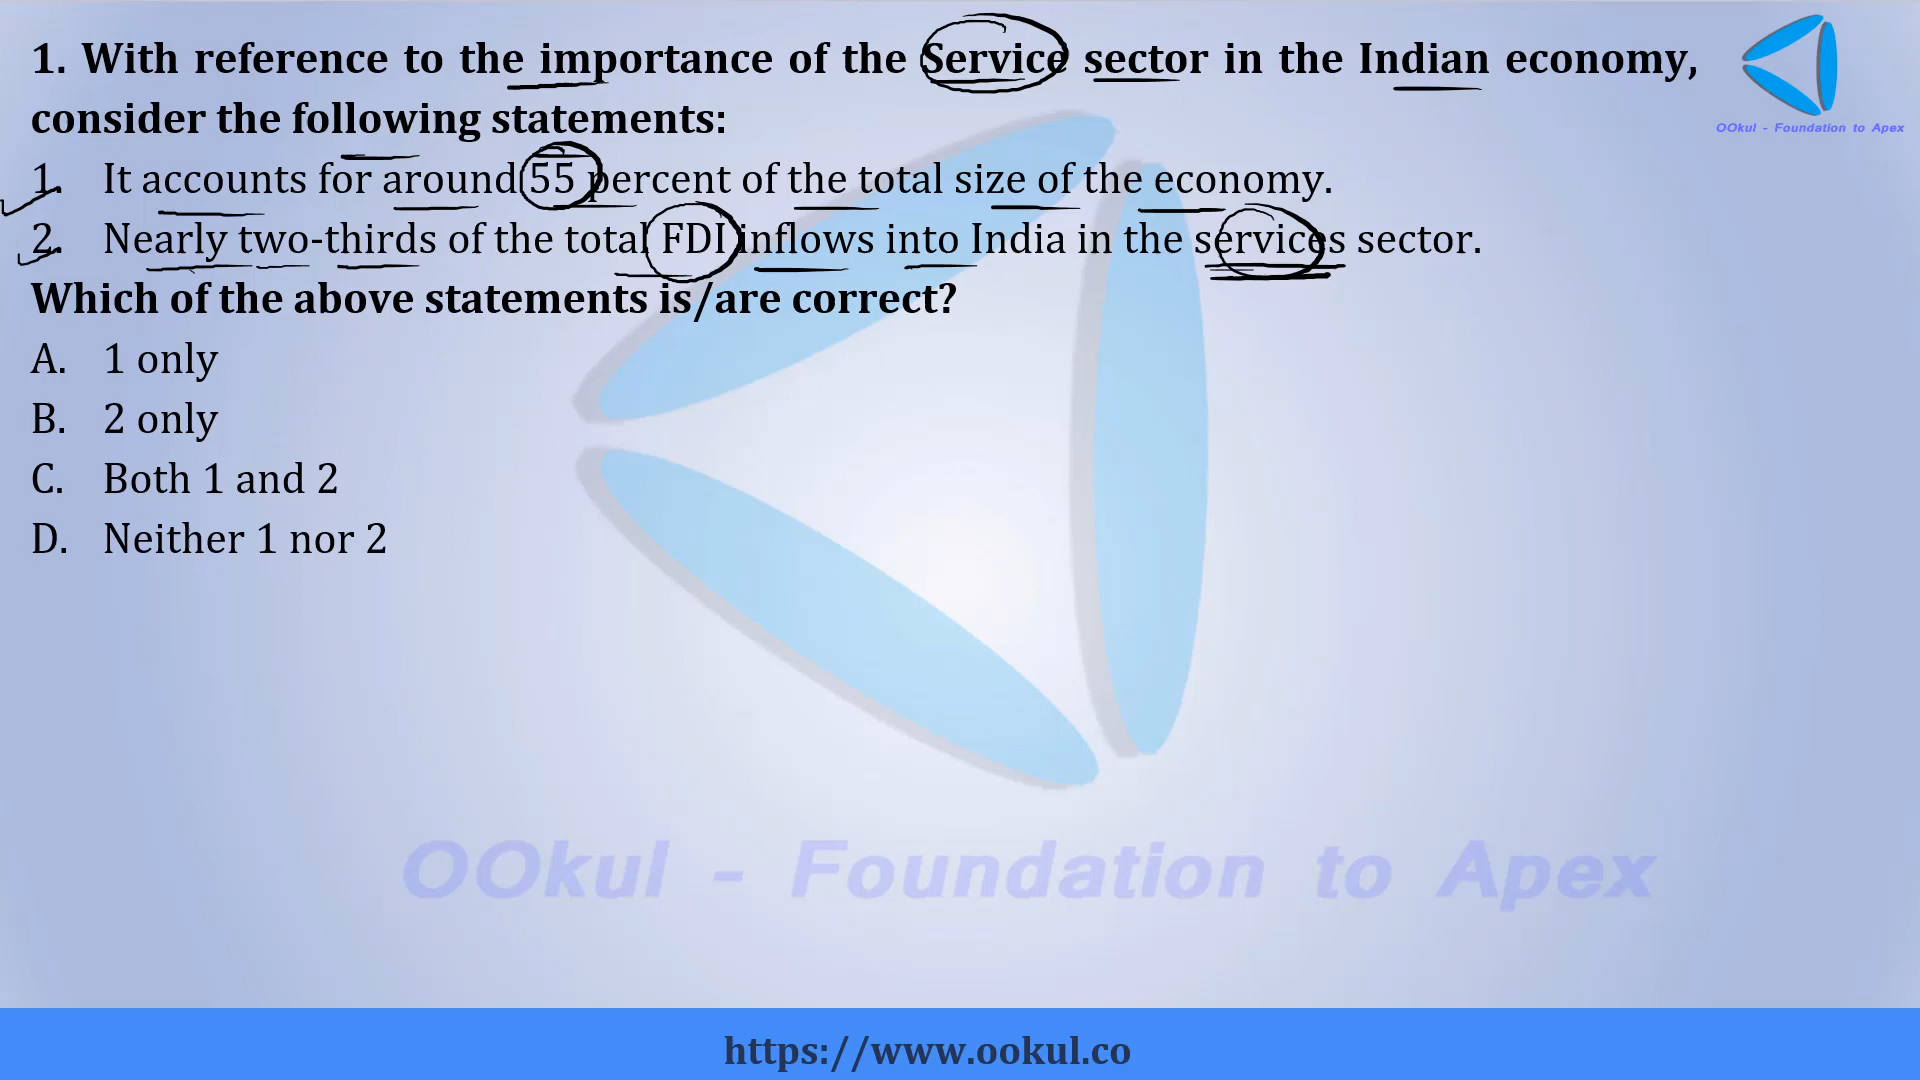 1. With reference to the importance of the Service sector in the Indian economy,
consider the following statements:
1. It accounts for around 55 percent of the total size of the economy.
2. Nearly two-thirds of the total FDI inflows into India in the services sector.
Which of the above statements is/are correct?
A. 1 only
B. 2 only
C. Both 1 and 2
D. Neither 1 nor 2
OOkul - Foundation to Apex
OOkul - Foundation to Apex
https://www.ookul.co